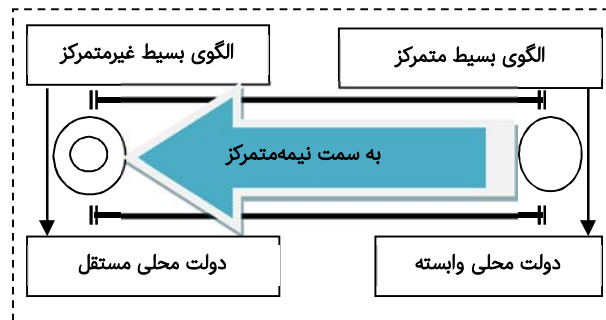 الگوی بسیط متمرکز
الگوی بسیط غیرمتمرکز
به سمت نیمه‌متمرکز
دولت محلی وابسته
دولت محلی مستقل